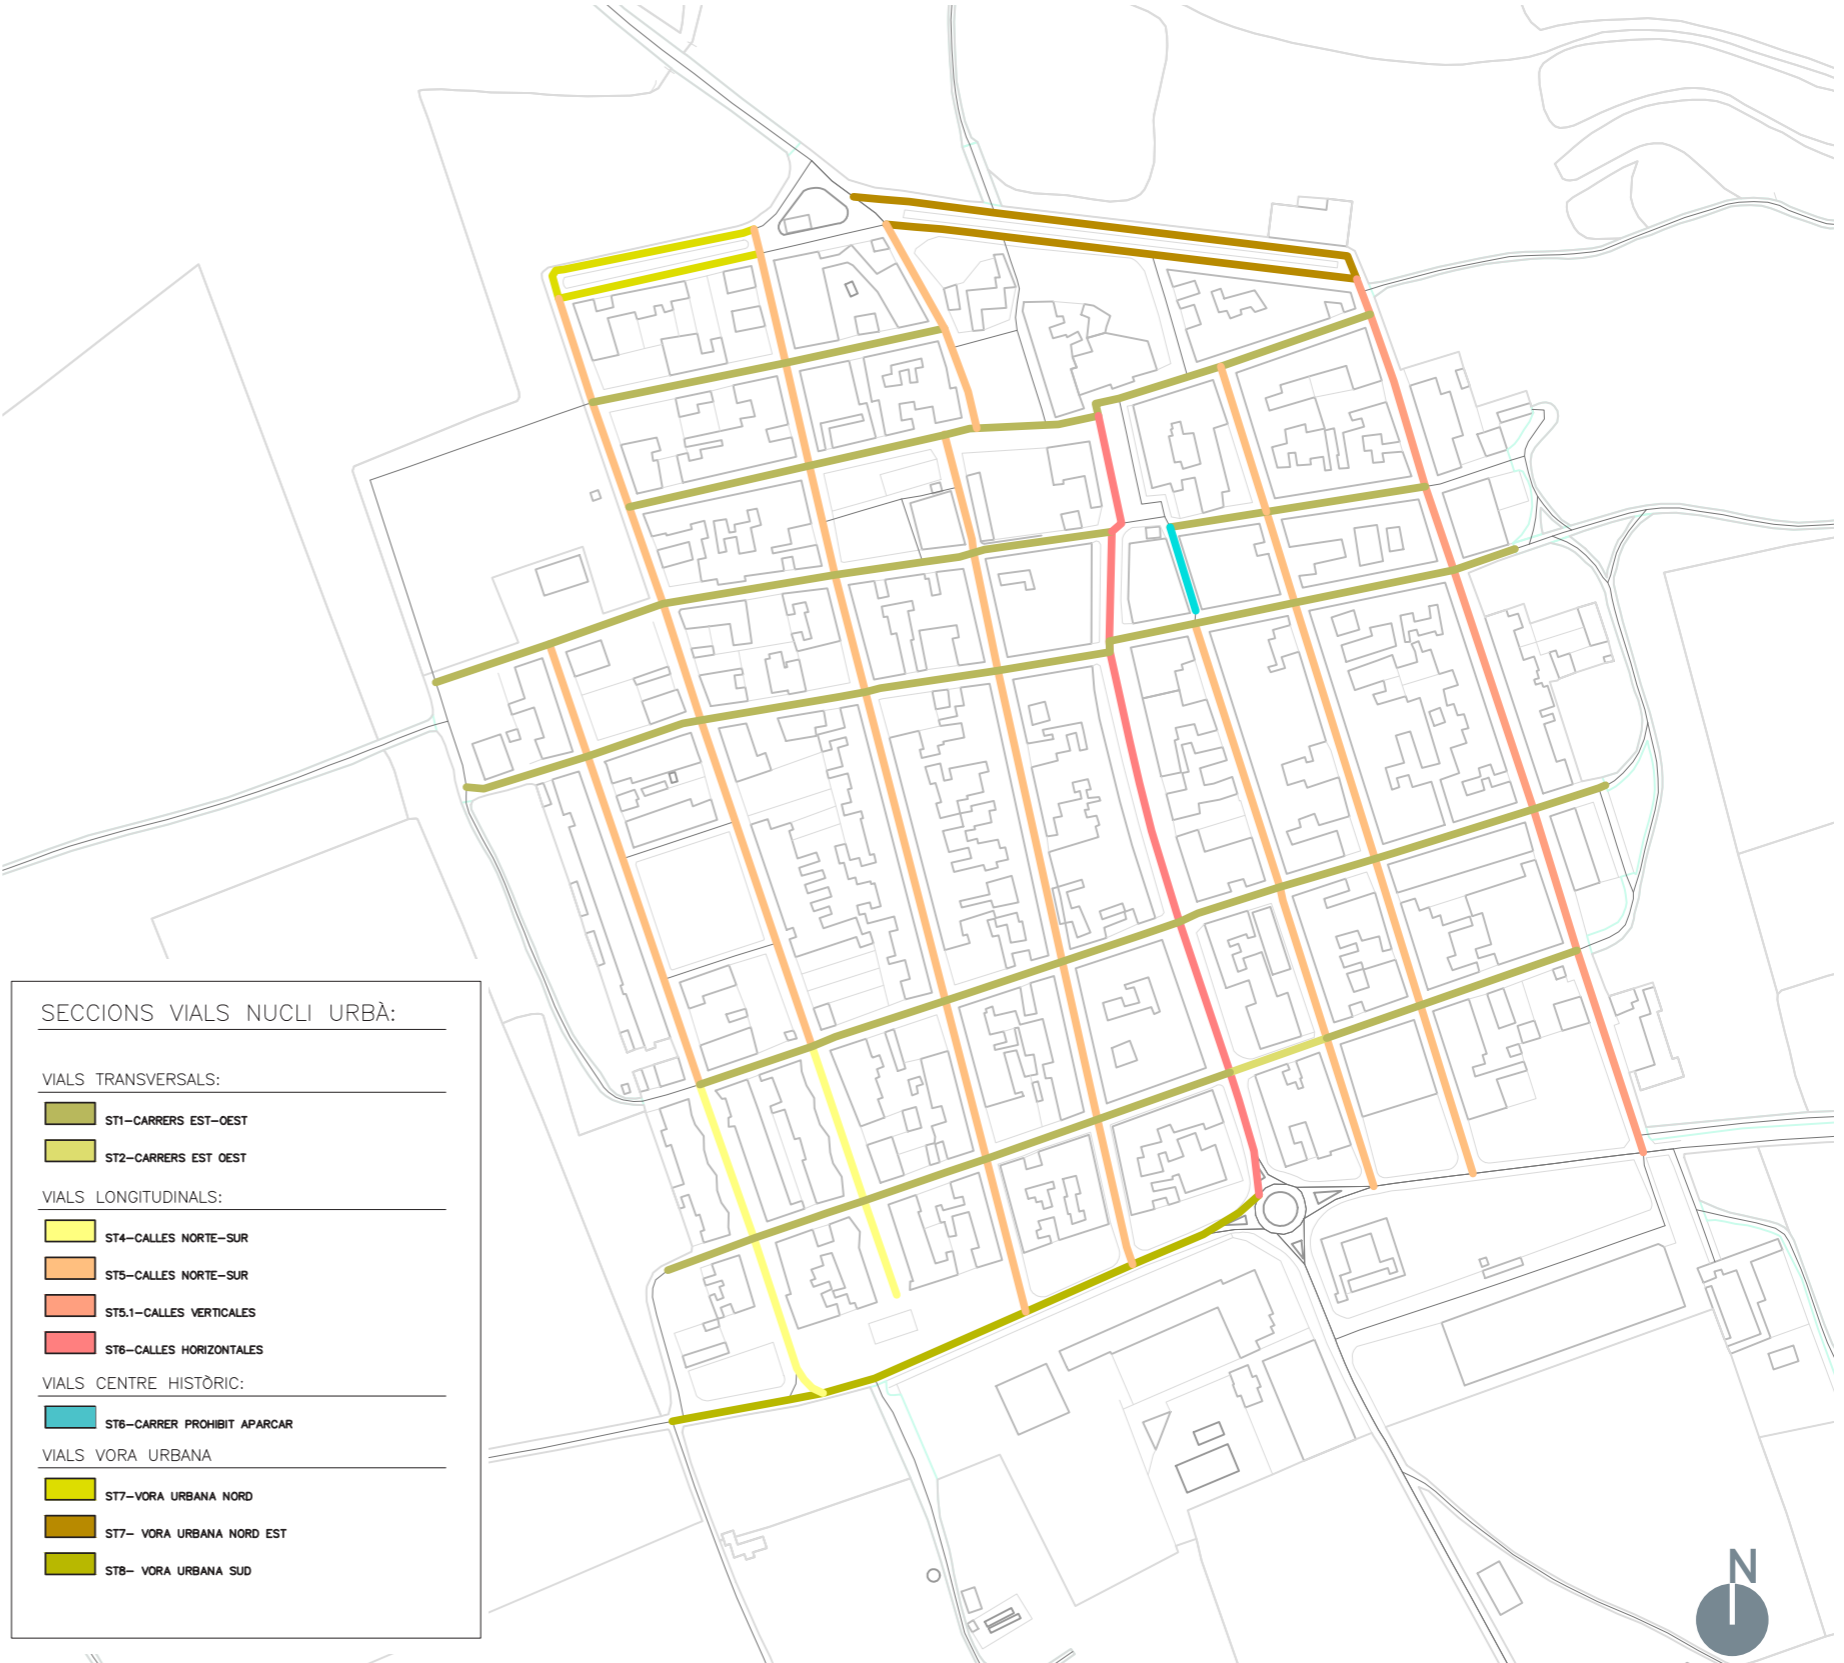 SECCIONS VIALS NUCLI URBÀ:
VIALS TRANSVERSALS:
ST1-CARRERS EST-OEST
ST2-CARRERS EST OEST
VIALS LONGITUDINALS:
ST4-CALLES NORTE-SUR
ST5-CALLES NORTE-SUR
ST5.1-CALLES VERTICALES
ST6-CALLES HORIZONTALES
VIALS CENTRE HISTÒRIC:
ST6-CARRER PROHIBIT APARCAR
VIALS VORA URBANA
ST7-VORA URBANA NORD
ST7- VORA URBANA NORD EST
ST8- VORA URBANA SUD
N